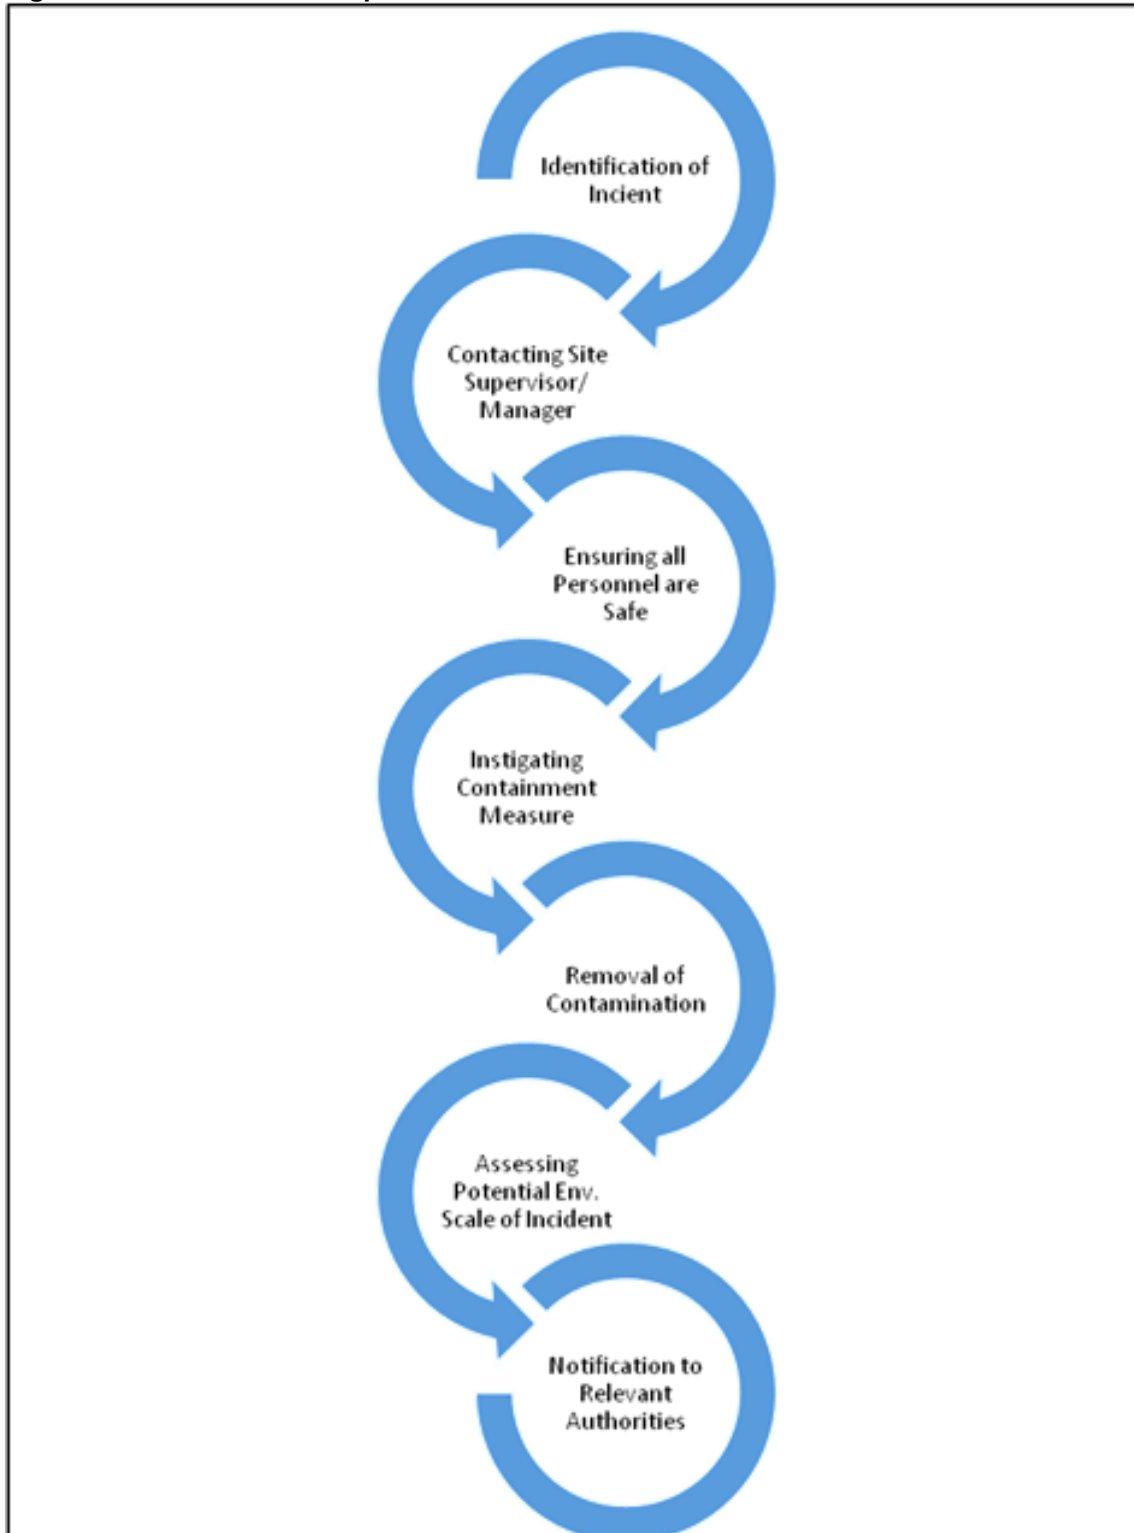 Identification of
Incient
Contacting Site
Supervisor/
Manager
Ensuring all
Personnel are
Safe
Instigating
Containment
Measure
Removal of
Contamination
Assessing
Potential Env.
Scale of Incident
Notification to
Relevant
Authorities